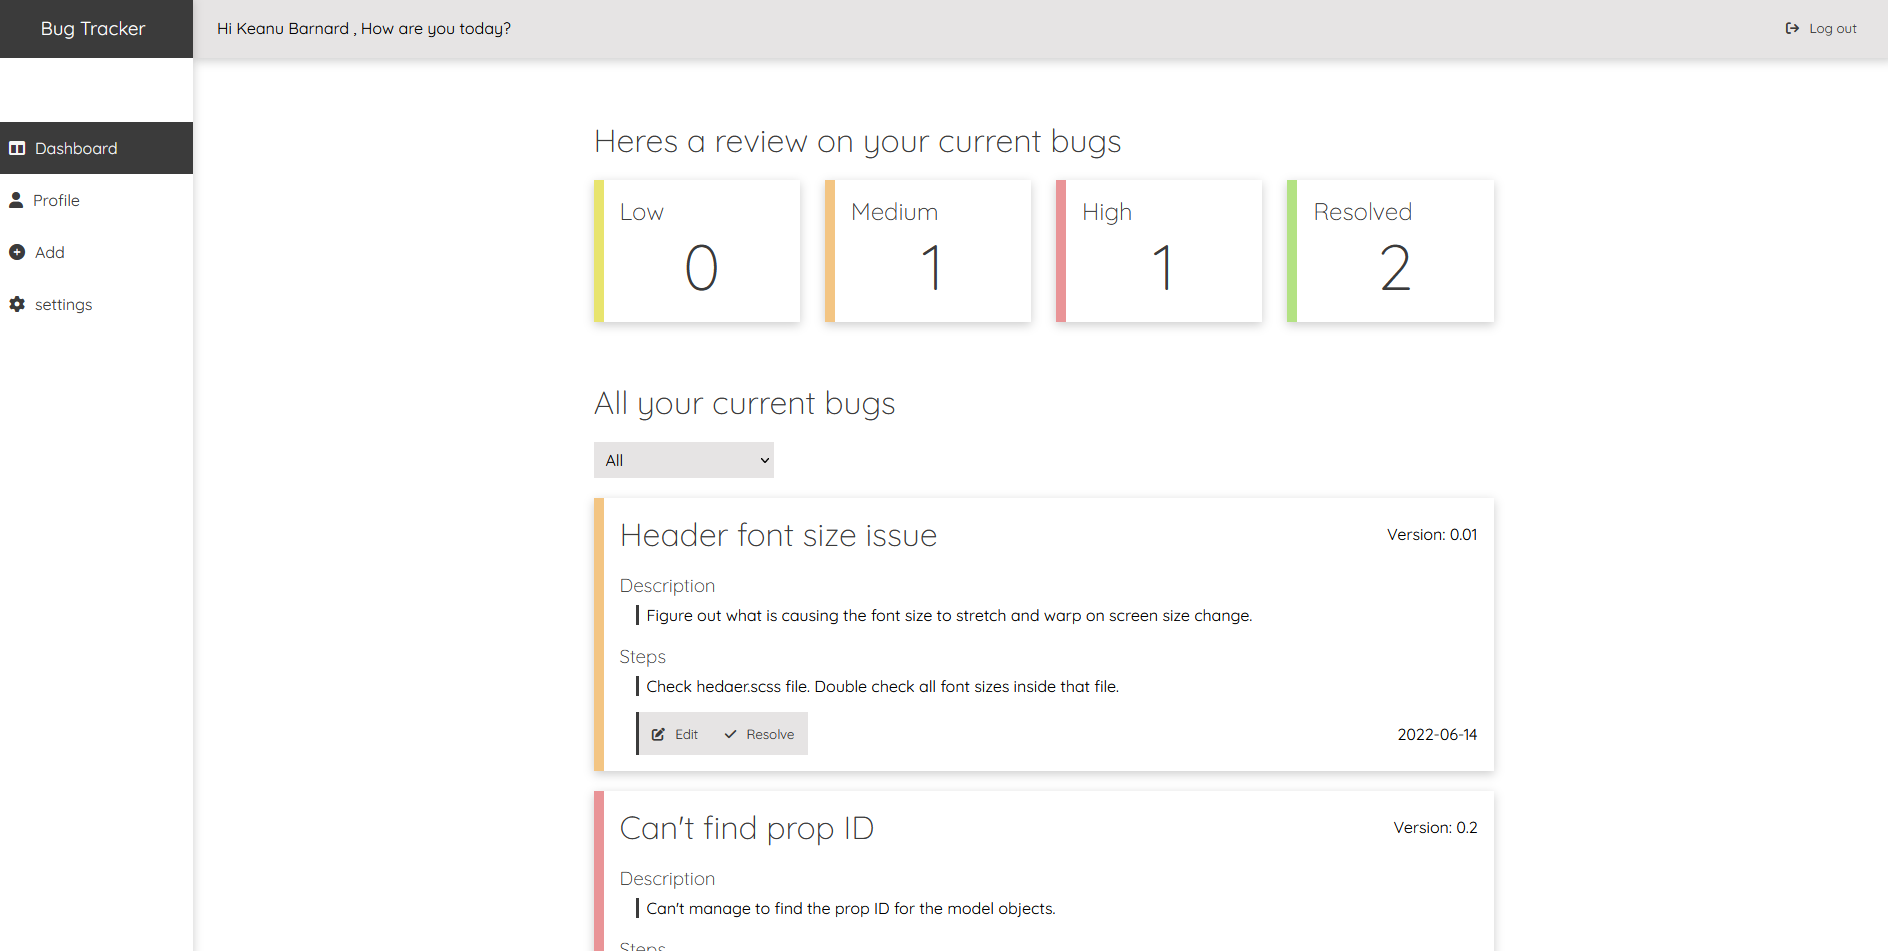 Bug Tracker
Hi Keanu Barnard , How are you today?
Log out
Dashboard
Profile
Add
settings
Heres a review on your current bugs
Low
0
Medium
1
High
1
Resolved
2
All your current bugs
All
Header font size issue
Version: 0.01
Description
Figure out what is causing the font size to stretch and warp on screen size change.
Steps
Check hedaer.scss file. Double check all font sizes inside that file.
Edit
Resolve
2022-06-14
Can't find prop ID
Version: 0.2
Description
Can't manage to find the prop ID for the model objects.
Steps